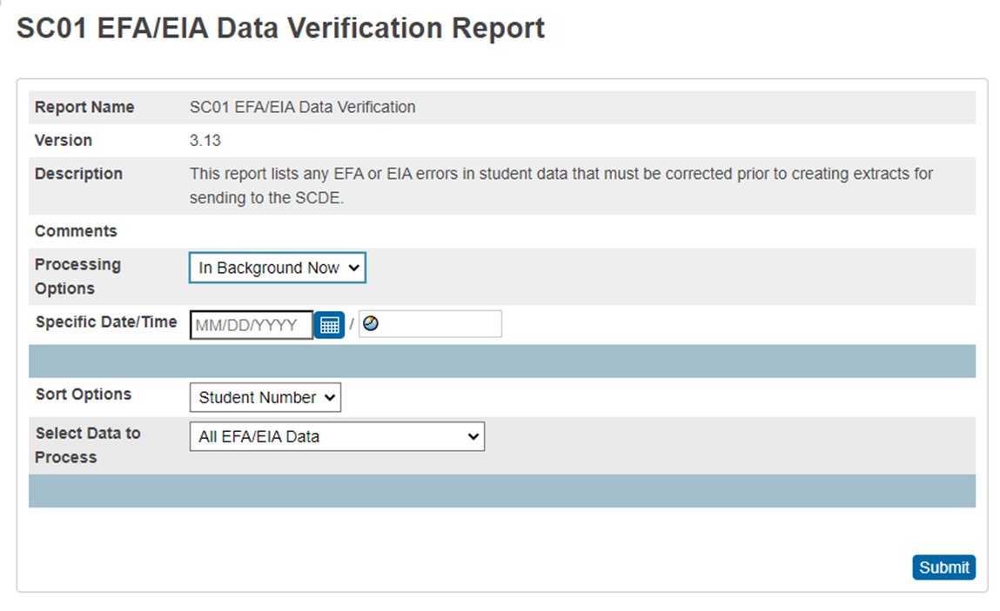 SC01 EFA/EIA Data Verification Report
Report Name SC01 EFA/EIA Data Verification
Version 3.13
Description This report lists any EFA or EIA errors in student data that must be corrected prior to creating extracts for
sending to the SCDE.
Comments
Processing
Options
In Background Now
Specific Date/Time MM/DD/YYYY /
Sort Options Student Number
Select Data to
Process
All EFA/EIA Data
Submit